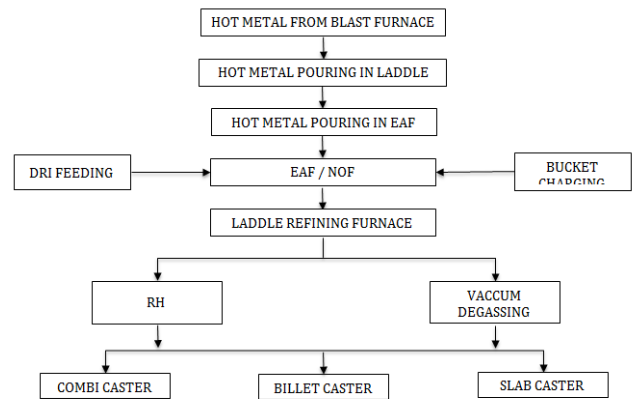 HOT METAL FROM BLAST FURNACE
HOT METAL POURING IN LADDLE
HOT METAL POURING IN EAF
DRI FEEDING
EAF / NOF
BUCKET
CHARGING
LADDLE REFINING FURNACE
RH
VACCUM
DEGASSING
COMBI CASTER
BILLET CASTER
SLAB CASTER